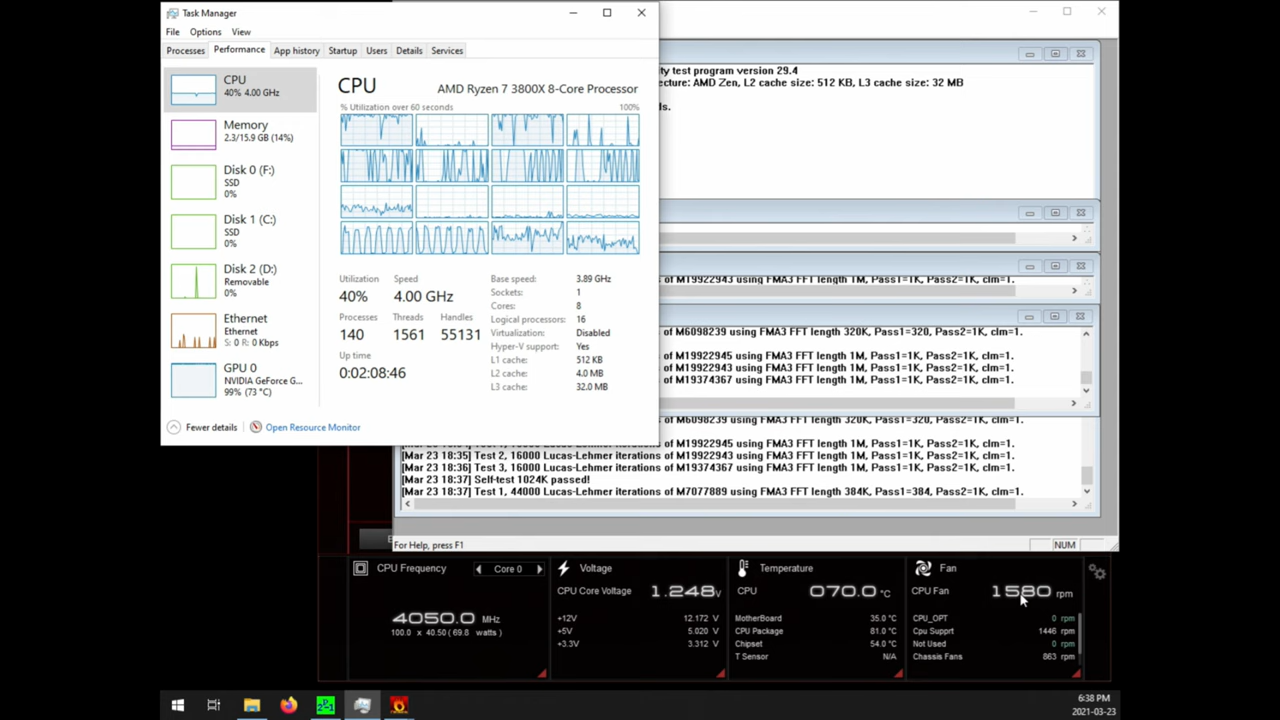 Task Manager
File Options View
Processes Performance App history Startup Users Details Services
CPU
40% 4.00 GHz
Memory
2.3/15.9 GB (14%)
Disk 0 (F:)
SSD
0%
Disk 1 (C:)
SSD
0%
Disk 2 (D:)
Removable
0%
Ethernet
Ethernet
S: 0 R: 0 Kbps
GPU 0
NVIDIA GeForce G...
99% (73 °C)
CPU AMD Ryzen 7 3800X 8-Core Processor
% Utilization over 60 seconds 100%
Utilization Speed
40% 4.00 GHz
Processes Threads Handles
140 1561 55131
Up time
0:02:08:46
Base speed: 3.89 GHz
Sockets: 1
Cores: 8
Logical processors: 16
Virtualization: Disabled
Hyper-V support: Yes
L1 cache: 512 KB
L2 cache: 4.0 MB
L3 cache: 32.0 MB
Fewer details Open Resource Monitor
ty test program version 29.4
cture: AMD Zen, L2 cache size: 512 KB, L3 cache size: 32 MB
ds.
of M19922943 using FMA3 FFT length 1M, Pass1=1K, Pass2=1K, clm=1.
of M6098239 using FMA3 FFT length 320K, Pass1=320, Pass2=1K, clm=1.
of M19922945 using FMA3 FFT length 1M, Pass1=1K, Pass2=1K, clm=1.
of M19922943 using FMA3 FFT length 1M, Pass1=1K, Pass2=1K, clm=1.
of M19374367 using FMA3 FFT length 1M, Pass1=1K, Pass2=1K, clm=1.
of M6098239 using FMA3 FFT length 320K, Pass1=320, Pass2=1K, clm=1.
of M19922945 using FMA3 FFT length 1M, Pass1=1K, Pass2=1K, clm=1.
[Mar 23 18:35] Test 2, 16000 Lucas-Lehmer iterations of M19922943 using FMA3 FFT length 1M, Pass1=1K, Pass2=1K, clm=1.
[Mar 23 18:36] Test 3, 16000 Lucas-Lehmer iterations of M19374367 using FMA3 FFT length 1M, Pass1=1K, Pass2=1K, clm=1.
[Mar 23 18:37] Self-test 1024K passed!
[Mar 23 18:37] Test 1, 44000 Lucas-Lehmer iterations of M7077889 using FMA3 FFT length 384K, Pass1=384, Pass2=1K, clm=1.
For Help, press F1 NUM
CPU Frequency Core 0
4050.0 MHz
100.0 x 40.50 (69.8 watts)
Voltage
CPU Core Voltage 1.248 V
+12V 12.172 V
+5V 5.020 V
+3.3V 3.312 V
Temperature
CPU 070.0 °C
MotherBoard 35.0 °C
CPU Package 81.0 °C
Chipset 54.0 °C
T Sensor N/A
Fan
CPU Fan 1580 rpm
CPU_OPT 0 rpm
Cpu Supprt 1446 rpm
Not Used 0 rpm
Chassis Fans 863 rpm
6:38 PM
2021-03-23